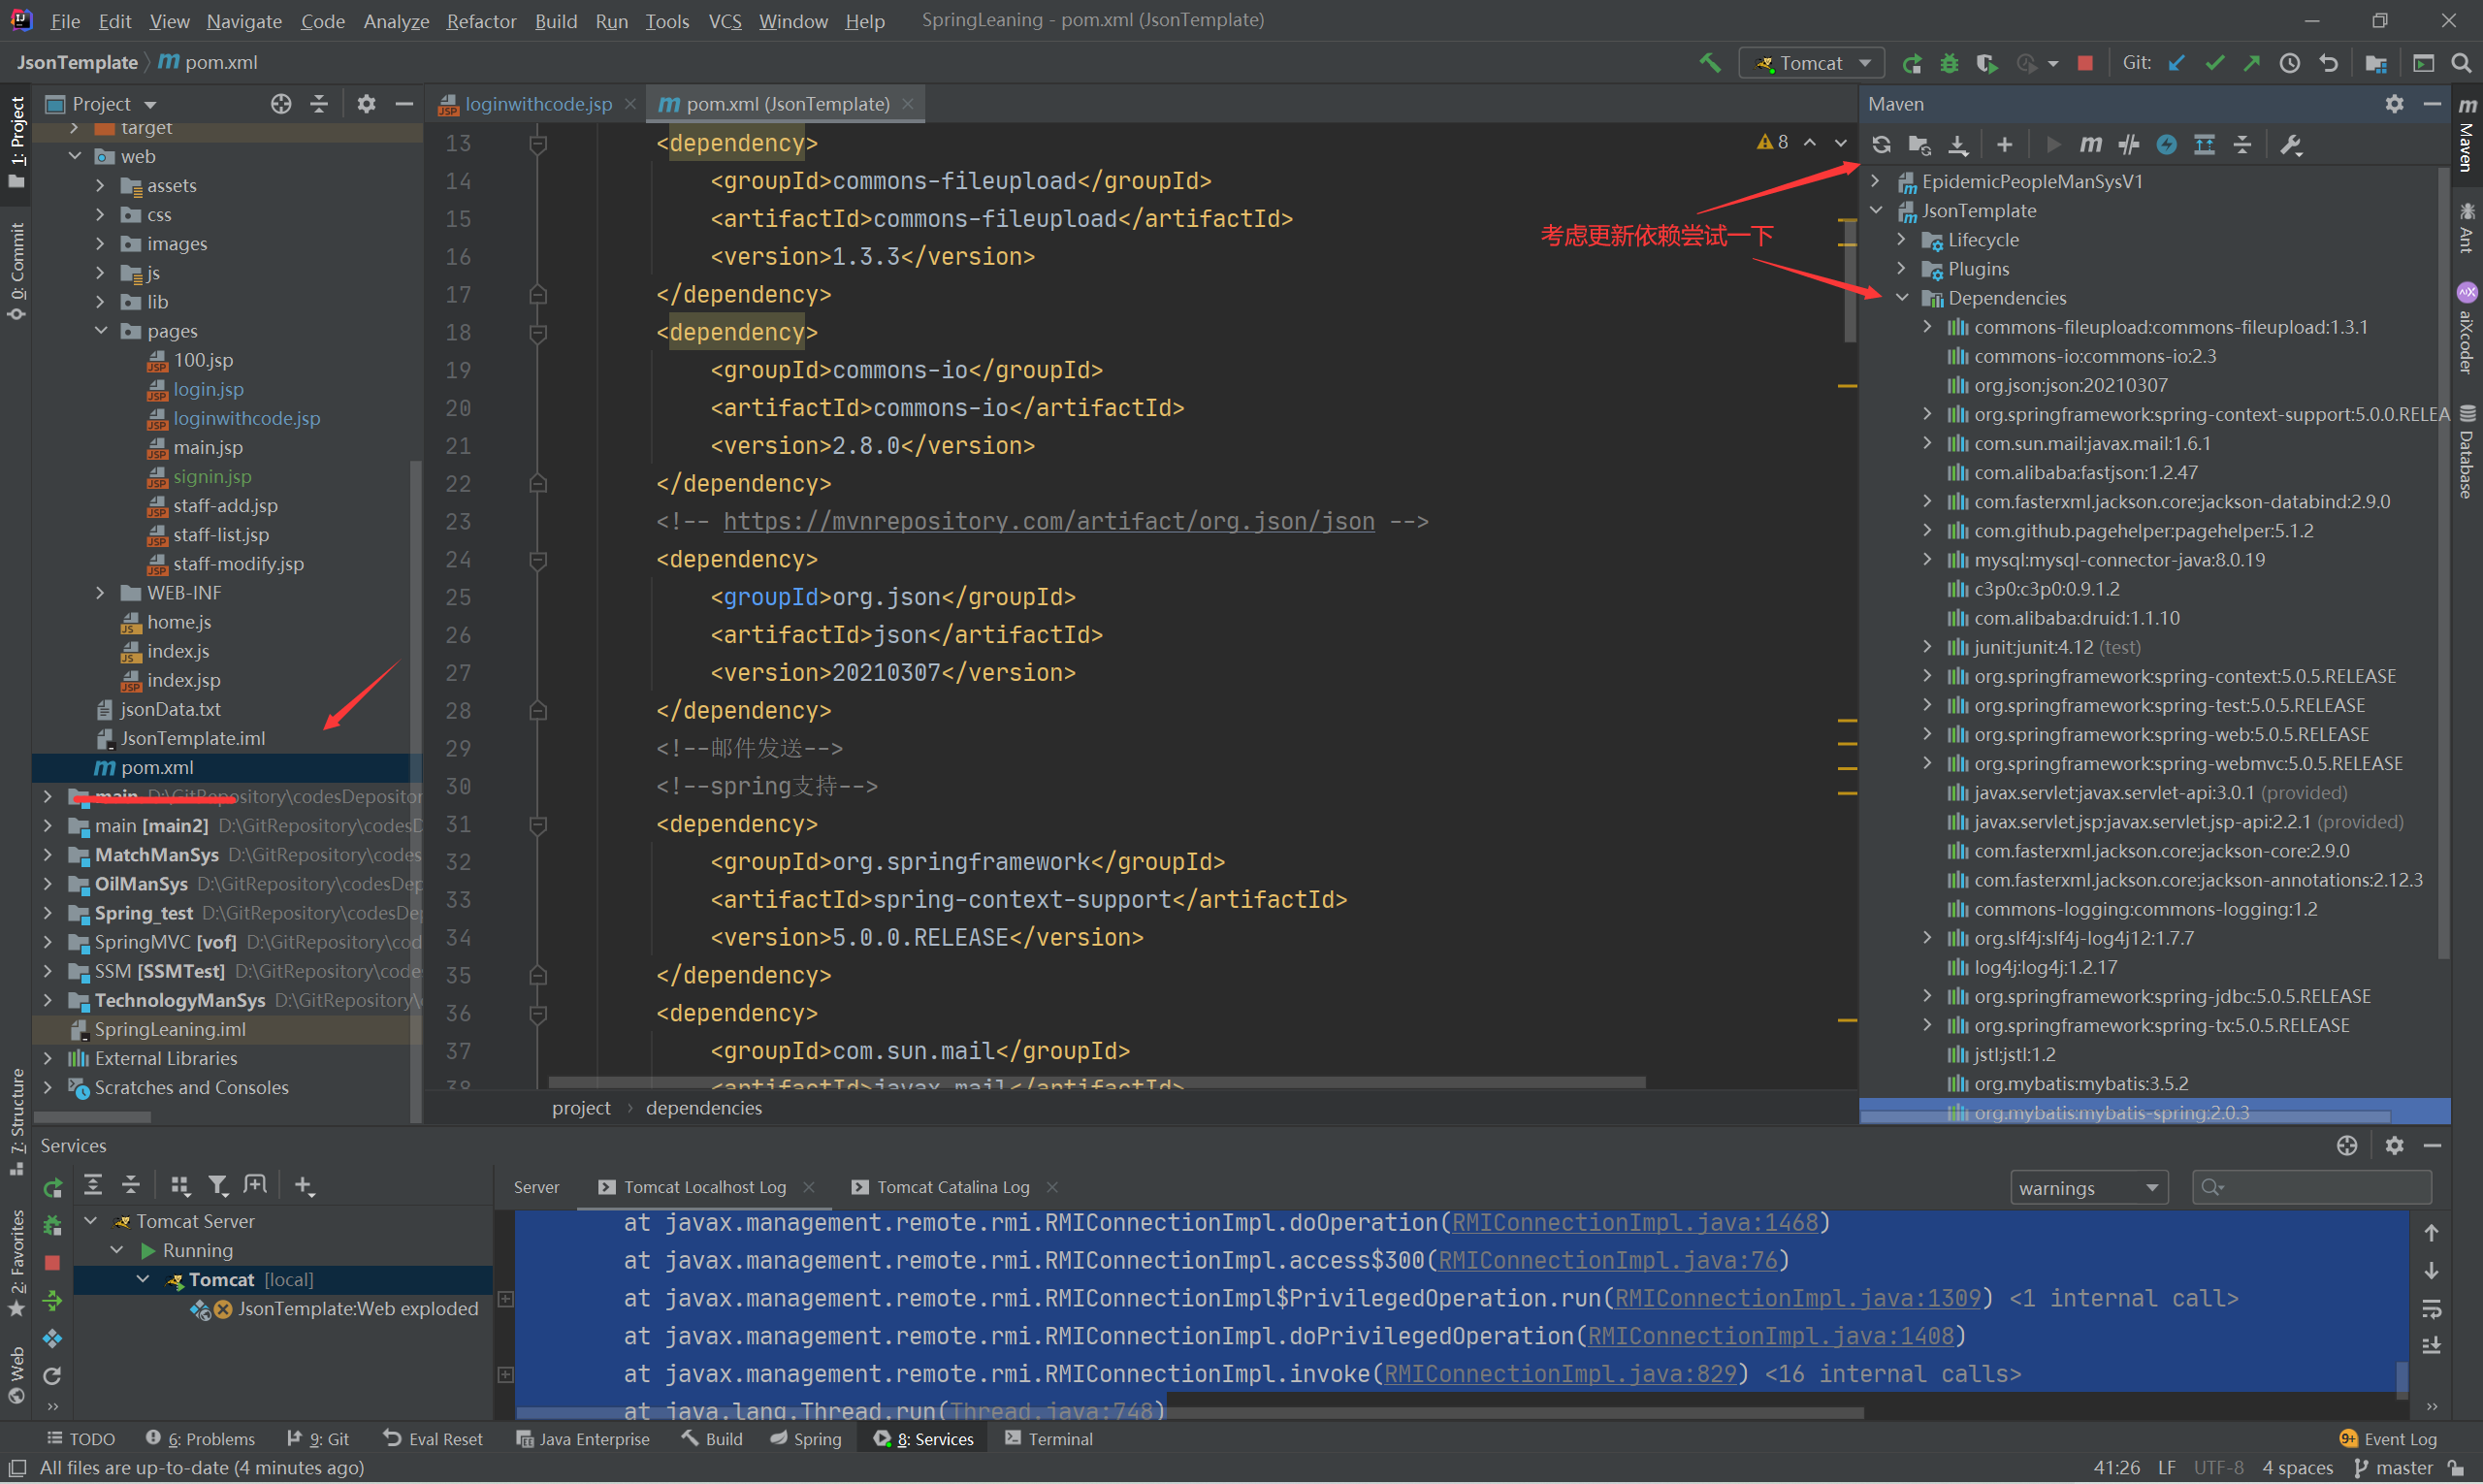 File Edit View Navigate Code Analyze Refactor Build Run Tools VCS Window Help SpringLeaning - pom.xml (JsonTemplate)
JsonTemplate pom.xml
Tomcat
Git:
Project
loginwithcode.jsp
pom.xml (JsonTemplate)
Maven
1: Project
0: Commit
7: Structure
2: Favorites
Web
target
web
assets
css
images
js
lib
pages
100.jsp
login.jsp
loginwithcode.jsp
main.jsp
signin.jsp
staff-add.jsp
staff-list.jsp
staff-modify.jsp
WEB-INF
home.js
index.js
index.jsp
jsonData.txt
JsonTemplate.iml
pom.xml
main D:\GitRepository\codesDepositor
main [main2] D:\GitRepository\codesD
MatchManSys D:\GitRepository\codes
OilManSys D:\GitRepository\codesDep
Spring_test D:\GitRepository\codesDe
SpringMVC [vof] D:\GitRepository\cod
SSM [SSMTest] D:\GitRepository\codes
TechnologyManSys D:\GitRepository\
SpringLeaning.iml
External Libraries
Scratches and Consoles
13 <dependency>
14 <groupId>commons-fileupload</groupId>
15 <artifactId>commons-fileupload</artifactId>
16 <version>1.3.3</version>
17 </dependency>
18 <dependency>
19 <groupId>commons-io</groupId>
20 <artifactId>commons-io</artifactId>
21 <version>2.8.0</version>
22 </dependency>
23 <!-- https://mvnrepository.com/artifact/org.json/json -->
24 <dependency>
25 <groupId>org.json</groupId>
26 <artifactId>json</artifactId>
27 <version>20210307</version>
28 </dependency>
29 <!--邮件发送-->
30 <!--spring支持-->
31 <dependency>
32 <groupId>org.springframework</groupId>
33 <artifactId>spring-context-support</artifactId>
34 <version>5.0.0.RELEASE</version>
35 </dependency>
36 <dependency>
37 <groupId>com.sun.mail</groupId>
38 <artifactId>javax.mail</artifactId>
8
考虑更新依赖尝试一下
project › dependencies
EpidemicPeopleManSysV1
JsonTemplate
Lifecycle
Plugins
Dependencies
commons-fileupload:commons-fileupload:1.3.1
commons-io:commons-io:2.3
org.json:json:20210307
org.springframework:spring-context-support:5.0.0.RELEA
com.sun.mail:javax.mail:1.6.1
com.alibaba:fastjson:1.2.47
com.fasterxml.jackson.core:jackson-databind:2.9.0
com.github.pagehelper:pagehelper:5.1.2
mysql:mysql-connector-java:8.0.19
c3p0:c3p0:0.9.1.2
com.alibaba:druid:1.1.10
junit:junit:4.12 (test)
org.springframework:spring-context:5.0.5.RELEASE
org.springframework:spring-test:5.0.5.RELEASE
org.springframework:spring-web:5.0.5.RELEASE
org.springframework:spring-webmvc:5.0.5.RELEASE
javax.servlet:javax.servlet-api:3.0.1 (provided)
javax.servlet.jsp:javax.servlet.jsp-api:2.2.1 (provided)
com.fasterxml.jackson.core:jackson-core:2.9.0
com.fasterxml.jackson.core:jackson-annotations:2.12.3
commons-logging:commons-logging:1.2
org.slf4j:slf4j-log4j12:1.7.7
log4j:log4j:1.2.17
org.springframework:spring-jdbc:5.0.5.RELEASE
org.springframework:spring-tx:5.0.5.RELEASE
jstl:jstl:1.2
org.mybatis:mybatis:3.5.2
org.mybatis:mybatis-spring:2.0.3
Maven
Ant
aiXcoder
Database
Services
Tomcat Server
Running
Tomcat [local]
JsonTemplate:Web exploded
Server Tomcat Localhost Log Tomcat Catalina Log
warnings
at javax.management.remote.rmi.RMIConnectionImpl.doOperation(RMIConnectionImpl.java:1468)
at javax.management.remote.rmi.RMIConnectionImpl.access$300(RMIConnectionImpl.java:76)
at javax.management.remote.rmi.RMIConnectionImpl$PrivilegedOperation.run(RMIConnectionImpl.java:1309) <1 internal call>
at javax.management.remote.rmi.RMIConnectionImpl.doPrivilegedOperation(RMIConnectionImpl.java:1408)
at javax.management.remote.rmi.RMIConnectionImpl.invoke(RMIConnectionImpl.java:829) <16 internal calls>
at java.lang.Thread.run(Thread.java:748)
TODO 6: Problems 9: Git Eval Reset Java Enterprise Build Spring 8: Services Terminal
9+ Event Log
All files are up-to-date (4 minutes ago)
41:26 LF UTF-8 4 spaces master